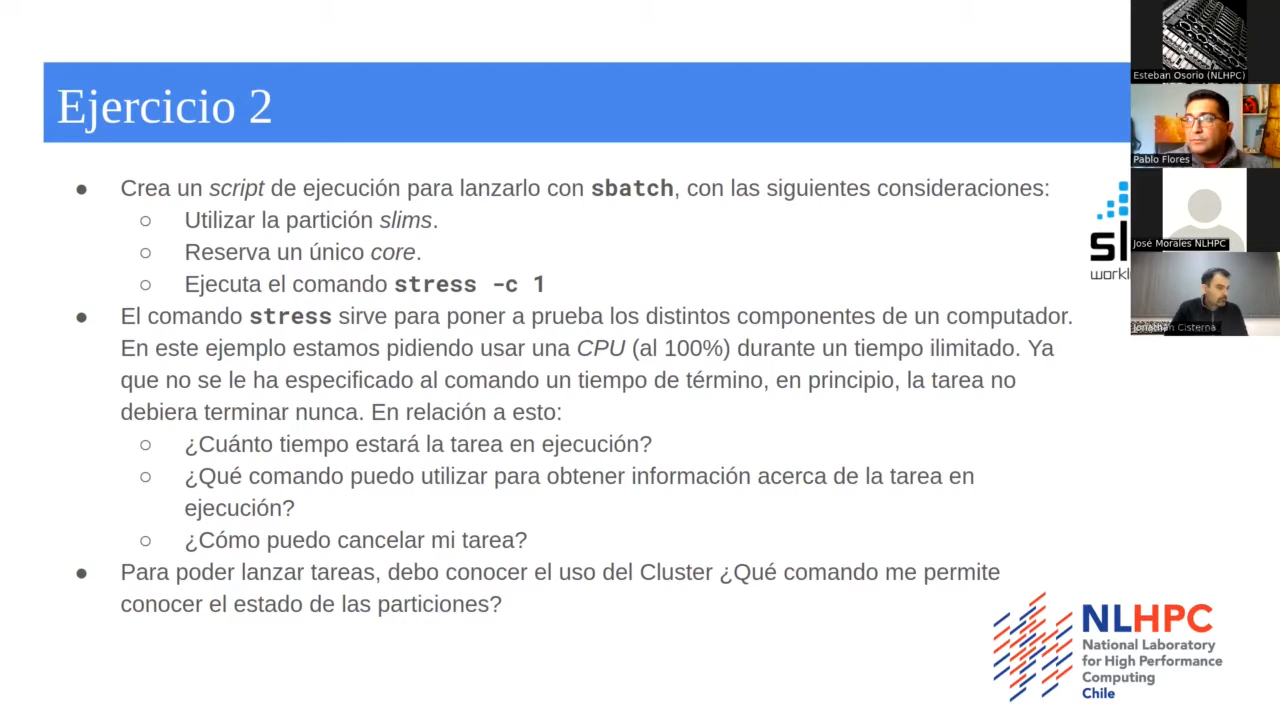 Ejercicio 2
● Crea un script de ejecución para lanzarlo con sbatch, con las siguientes consideraciones:
○ Utilizar la partición slims.
○ Reserva un único core.
○ Ejecuta el comando stress -c 1
● El comando stress sirve para poner a prueba los distintos componentes de un computador.
En este ejemplo estamos pidiendo usar una CPU (al 100%) durante un tiempo ilimitado. Ya
que no se le ha especificado al comando un tiempo de término, en principio, la tarea no
debiera terminar nunca. En relación a esto:
○ ¿Cuánto tiempo estará la tarea en ejecución?
○ ¿Qué comando puedo utilizar para obtener información acerca de la tarea en
ejecución?
○ ¿Cómo puedo cancelar mi tarea?
● Para poder lanzar tareas, debo conocer el uso del Cluster ¿Qué comando me permite
conocer el estado de las particiones?
Esteban Osorio (NLHPC)
Pablo Flores
José Morales NLHPC
Jonathan Cisterna
sl
workl
NLHPC
National Laboratory
for High Performance
Computing
Chile